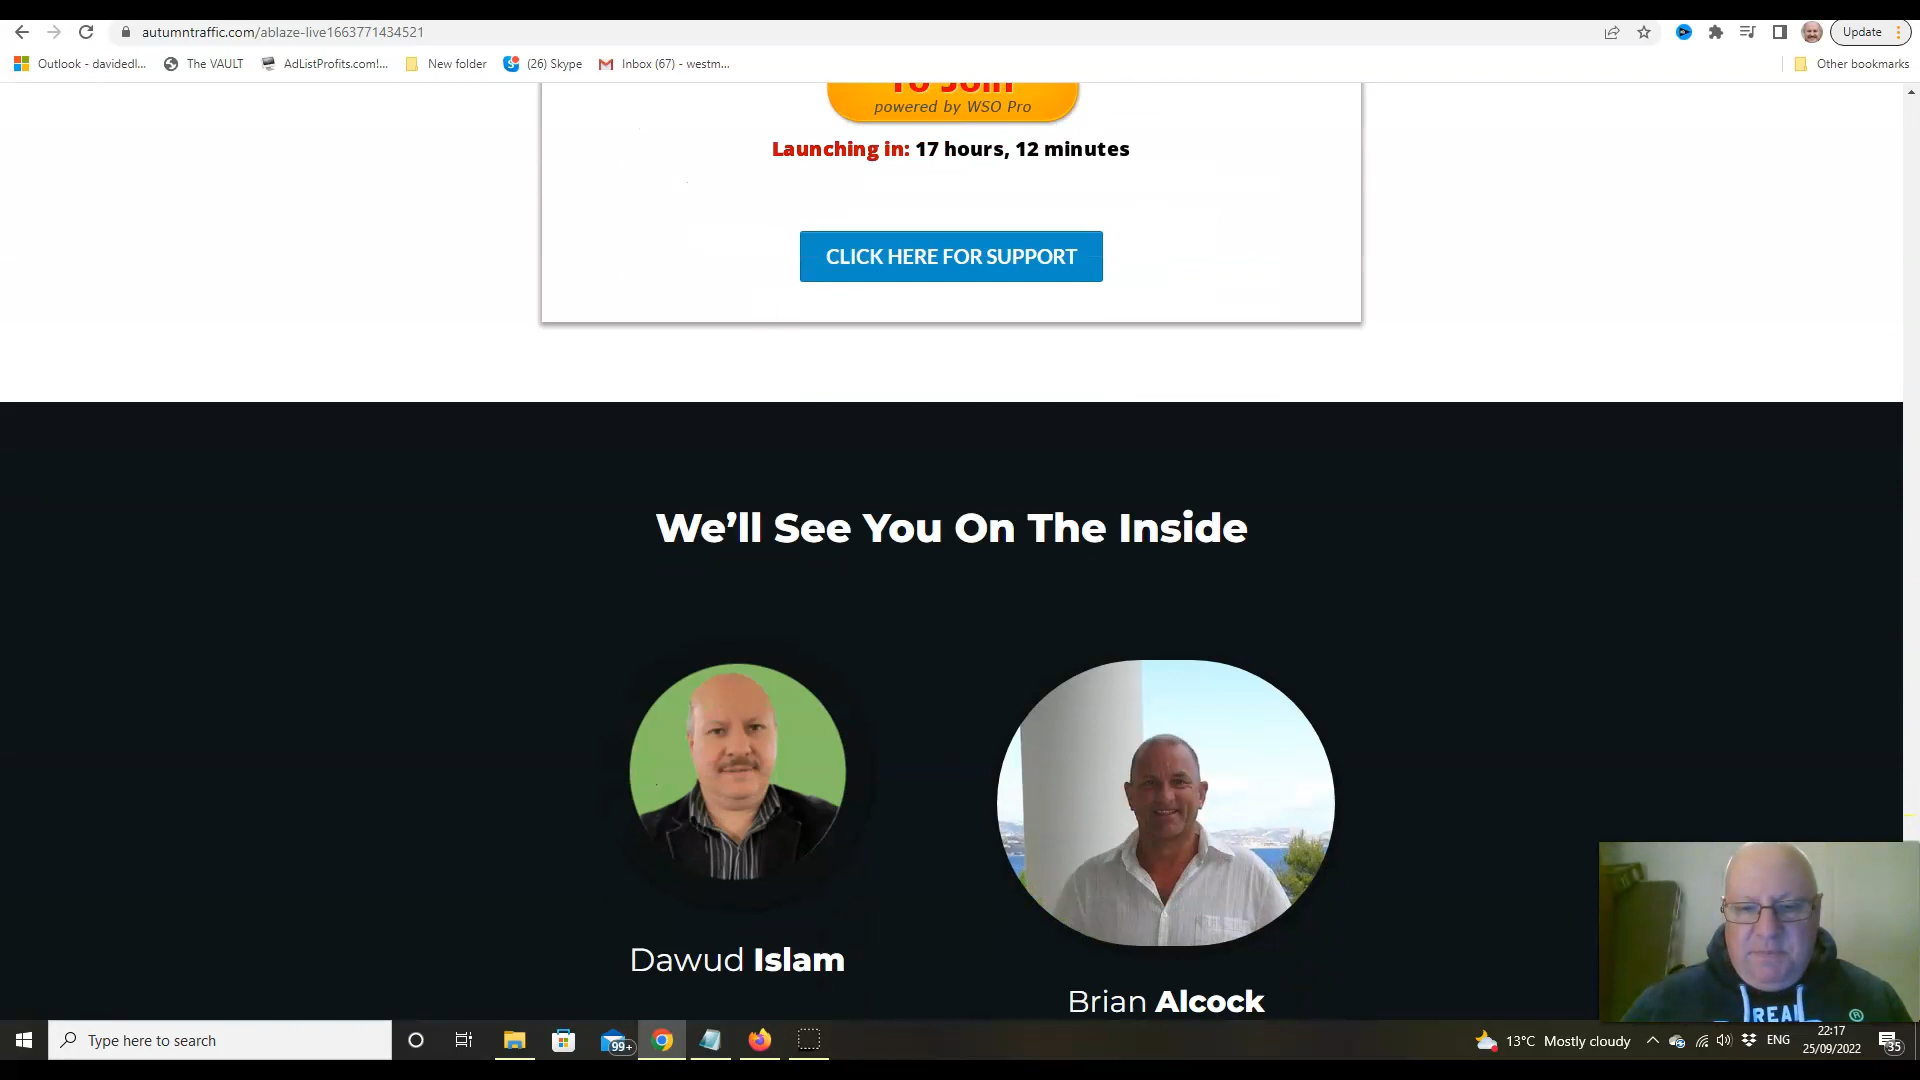 autumntraffic.com/ablaze-live1663771434521
Update
Outlook - davidedl...
The VAULT
AdListProfits.com!...
New folder
(26) Skype
Inbox (67) - westm...
Other bookmarks
To Join
powered by WSO Pro
Launching in: 17 hours, 12 minutes
CLICK HERE FOR SUPPORT
We’ll See You On The Inside
Dawud Islam
Brian Alcock
REAL
®
Type here to search
99+
13°C Mostly cloudy
ENG
22:17
25/09/2022
35